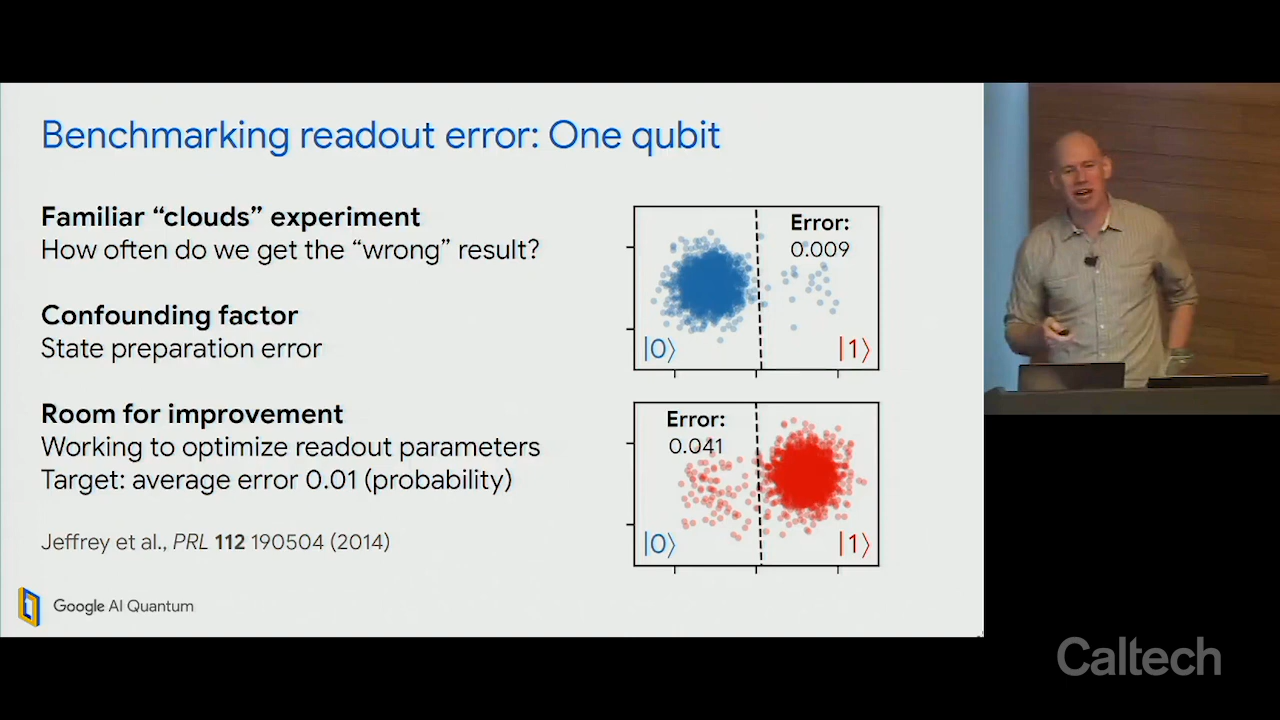 Benchmarking readout error: One qubit
Familiar “clouds” experiment
How often do we get the “wrong” result?
Confounding factor
State preparation error
Room for improvement
Working to optimize readout parameters
Target: average error 0.01 (probability)
Jeffrey et al., PRL 112 190504 (2014)
Google AI Quantum
Error:
0.009
|0⟩ |1⟩
Error:
0.041
|0⟩ |1⟩
Caltech